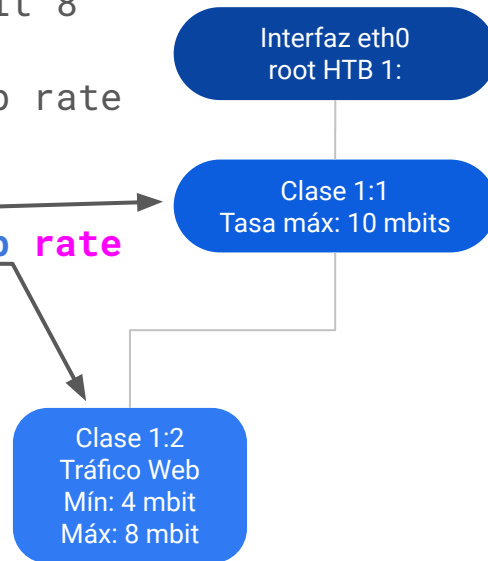 8
Interfaz eth0
root HTB 1:
rate
Clase 1:1
Tasa máx: 10 mbits
rate
Clase 1:2
Tráfico Web
Mín: 4 mbit
Máx: 8 mbit